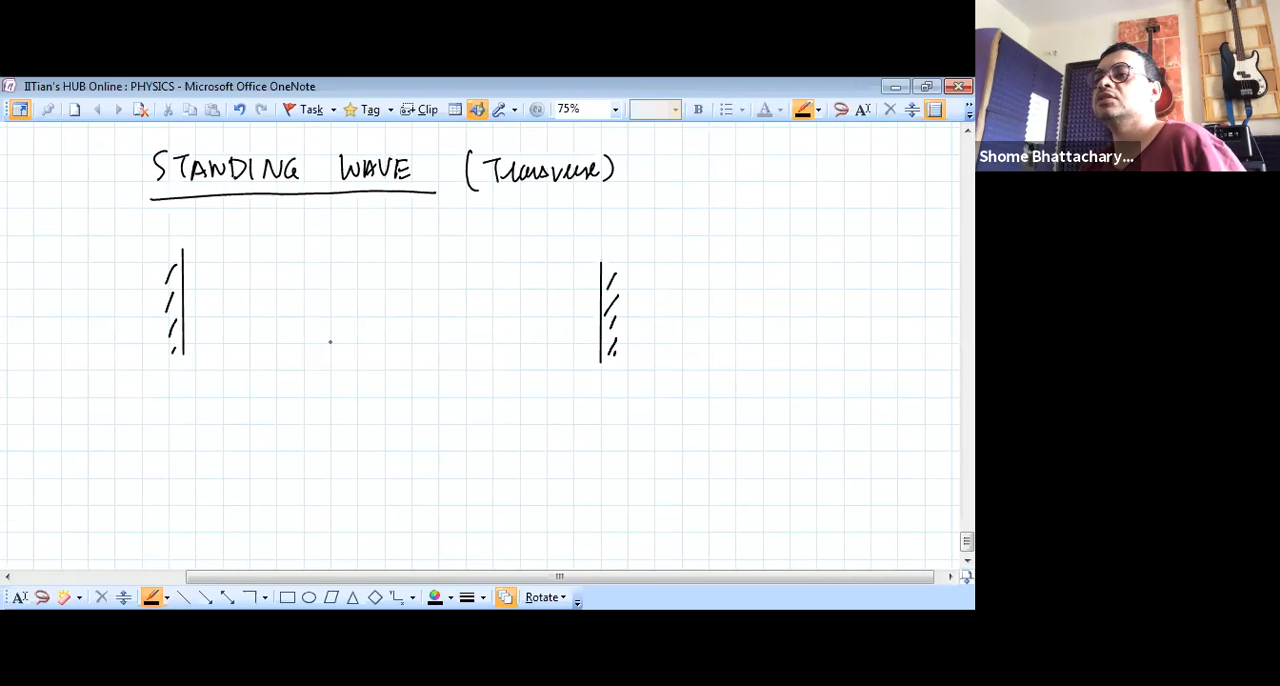 IITian's HUB Online : PHYSICS - Microsoft Office OneNote
Task Tag Clip 75% B A A
STANDING WAVE (Transverse)
Shome Bhattachary...
A Rotate